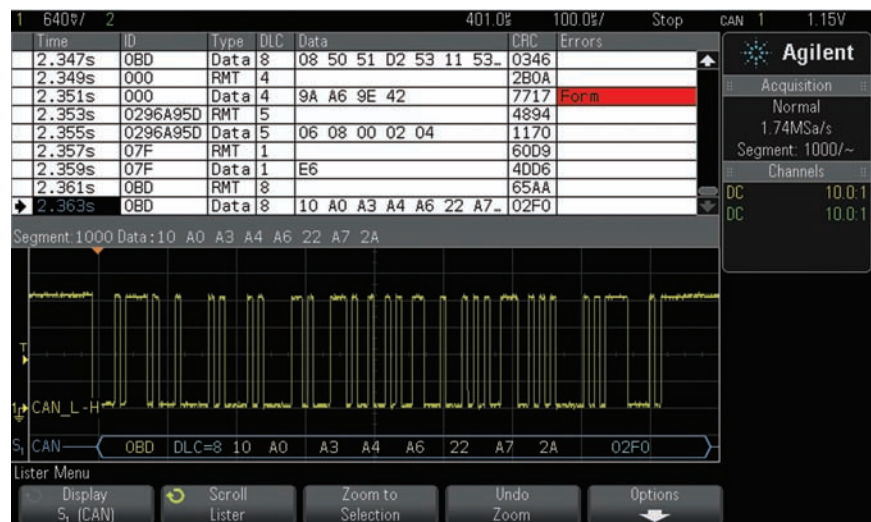 1 640▽/ 2 401.0% 100.0%/ Stop CAN 1 1.15V
Time ID Type DLC Data CRC Errors
2.347s 0BD Data 8 08 50 51 D2 53 11 53… 0346
2.349s 000 RMT 4 2B0A
2.351s 000 Data 4 9A A6 9E 42 7717 Form
2.353s 0296A95D RMT 5 4894
2.355s 0296A95D Data 5 06 08 00 02 04 1170
2.357s 07F RMT 1 60D9
2.359s 07F Data 1 E6 4DD6
2.361s 0BD RMT 8 65AA
2.363s 0BD Data 8 10 A0 A3 A4 A6 22 A7… 02F0
Agilent
Acquisition
Normal
1.74MSa/s
Segment: 1000/~
Channels
DC 10.0:1
DC 10.0:1
Segment:1000 Data:10 A0 A3 A4 A6 22 A7 2A
T
CAN_L-H
S₁ CAN 0BD DLC=8 10 A0 A3 A4 A6 22 A7 2A 02F0
Lister Menu
Display
S₁ (CAN)
Scroll
Lister
Zoom to
Selection
Undo
Zoom
Options